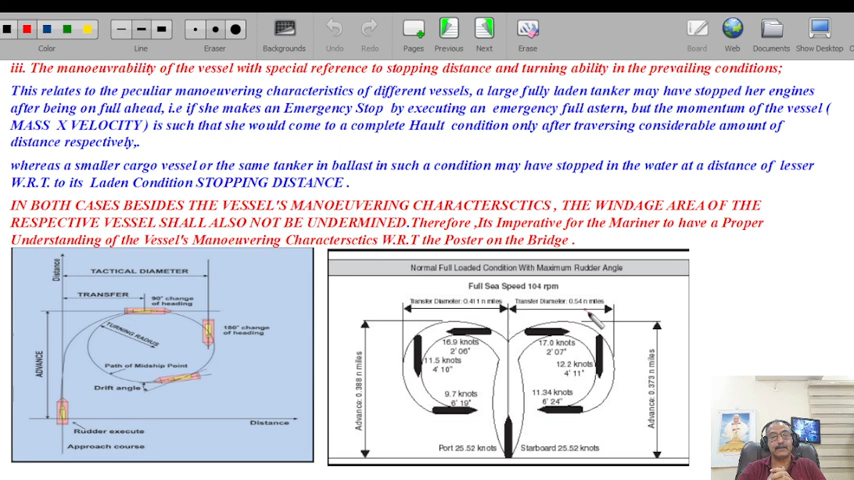 Color
Line
Eraser
Backgrounds
Undo
Redo
Pages
Previous
Next
Erase
Board
Web
Documents
Show Desktop
iii. The manoeuvrability of the vessel with special reference to stopping distance and turning ability in the prevailing conditions;
This relates to the peculiar manoeuvering characteristics of different vessels, a large fully laden tanker may have stopped her engines
after being on full ahead, i.e if she makes an Emergency Stop by executing an emergency full astern, but the momentum of the vessel (
MASS X VELOCITY ) is such that she would come to a complete Hault condition only after traversing considerable amount of
distance respectively,.
whereas a smaller cargo vessel or the same tanker in ballast in such a condition may have stopped in the water at a distance of lesser
W.R.T. to its Laden Condition STOPPING DISTANCE .
IN BOTH CASES BESIDES THE VESSEL'S MANOEUVERING CHARACTERSCTICS , THE WINDAGE AREA OF THE
RESPECTIVE VESSEL SHALL ALSO NOT BE UNDERMINED.Therefore ,Its Imperative for the Mariner to have a Proper
Understanding of the Vessel's Manoeuvering Charactersctics W.R.T the Poster on the Bridge .
Distance
TACTICAL DIAMETER
TRANSFER
90° change
of heading
TURNING RADIUS
180° change
of heading
ADVANCE
Path of Midship Point
Drift angle
Distance
Rudder execute
Approach course
Normal Full Loaded Condition With Maximum Rudder Angle
Full Sea Speed 104 rpm
Transfer Diameter: 0.411 n miles
Transfer Diameter: 0.54 n miles
16.9 knots
2' 06"
17.0 knots
2' 07"
11.5 knots
4' 10"
12.2 knots
4' 11"
9.7 knots
6' 19"
11.34 knots
6' 24"
Advance: 0.388 n miles
Advance: 0.373 n miles
Port 25.52 knots
Starboard 25.52 knots